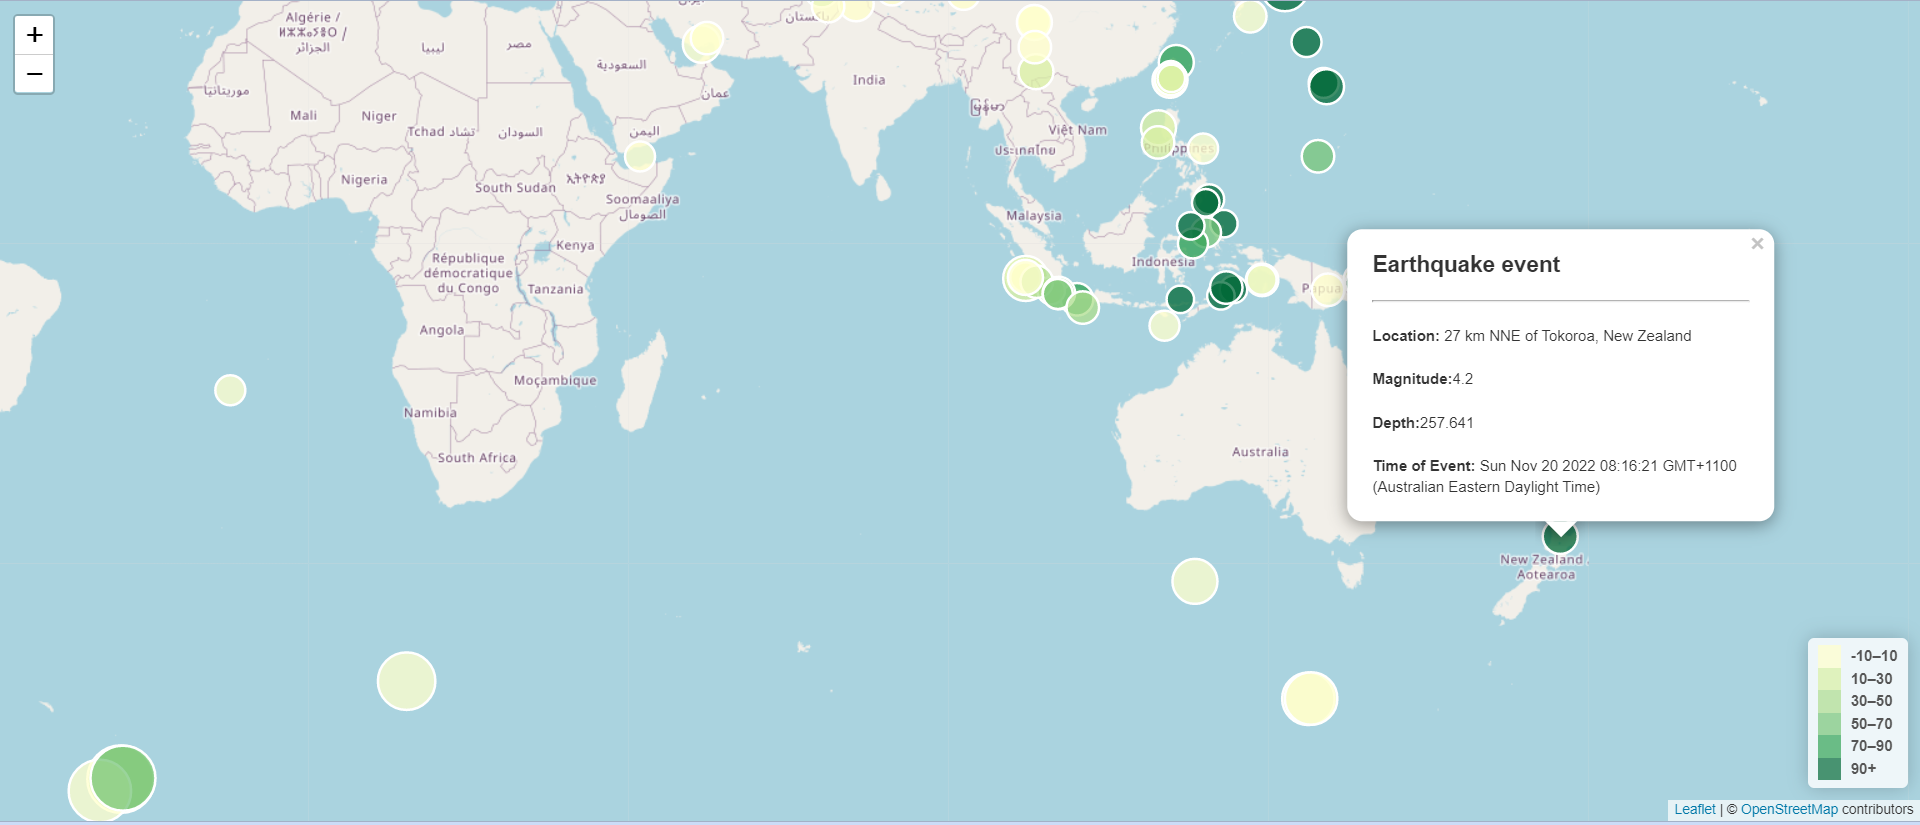 +
−
Algérie /
ⵍⵣⵣⴰⵢⴻⵔ /
الجزائر
ليبيا
مصر
السعودية
عمان
اليمن
پاکستان
موريتانيا
Mali
Niger
Tchad تشاد
السودان
Nigeria
South Sudan
Soomaaliya
الصومال
Kenya
République
démocratique
du Congo
Tanzania
Angola
Moçambique
Namibia
South Africa
India
Việt Nam
ประเทศไทย
Philippines
Malaysia
Indonesia
Australia
New Zealand
Aotearoa
×
Earthquake event
Location: 27 km NNE of Tokoroa, New Zealand
Magnitude:4.2
Depth:257.641
Time of Event: Sun Nov 20 2022 08:16:21 GMT+1100
(Australian Eastern Daylight Time)
-10–10
10–30
30–50
50–70
70–90
90+
Leaflet | © OpenStreetMap contributors